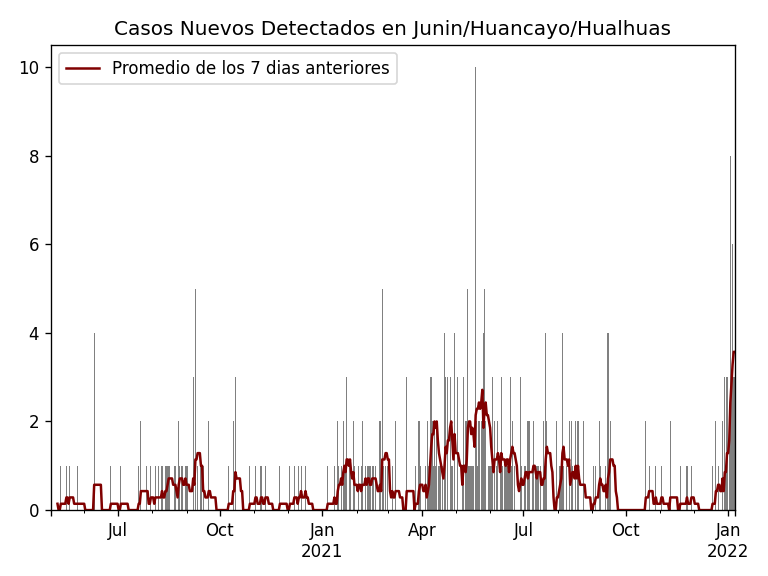 Casos Nuevos Detectados en Junin/Huancayo/Hualhuas
Promedio de los 7 dias anteriores
10
8
6
4
2
0
Jul
Oct
Jan
2021
Apr
Jul
Oct
Jan
2022